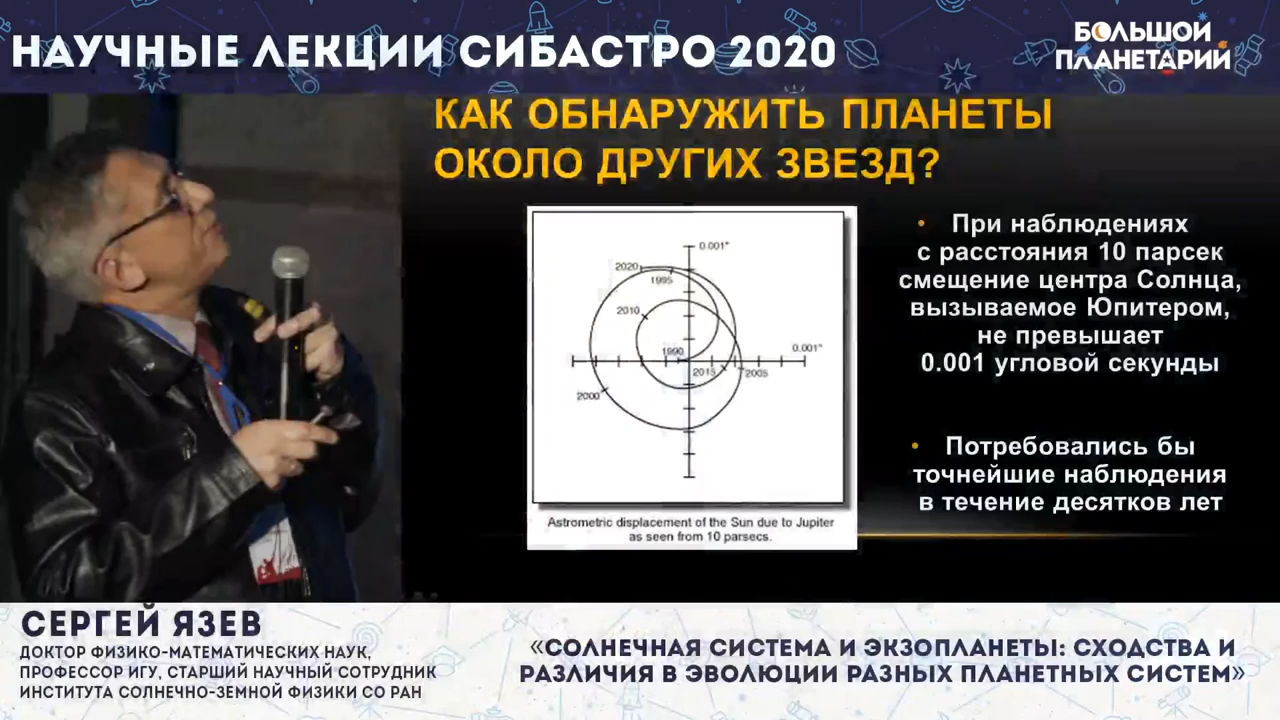 НАУЧНЫЕ ЛЕКЦИИ СИБАСТРО 2020
БОЛЬШОЙ
ПЛАНЕТАРИЙ
КАК ОБНАРУЖИТЬ ПЛАНЕТЫ
ОКОЛО ДРУГИХ ЗВЕЗД?
0.001"
2020
1995
2010
1990
0.001"
2015
2005
2000
Astrometric displacement of the Sun due to Jupiter
as seen from 10 parsecs.
• При наблюдениях
с расстояния 10 парсек
смещение центра Солнца,
вызываемое Юпитером,
не превышает
0.001 угловой секунды
• Потребовались бы
точнейшие наблюдения
в течение десятков лет
СЕРГЕЙ ЯЗЕВ
ДОКТОР ФИЗИКО-МАТЕМАТИЧЕСКИХ НАУК,
ПРОФЕССОР ИГУ, СТАРШИЙ НАУЧНЫЙ СОТРУДНИК
ИНСТИТУТА СОЛНЕЧНО-ЗЕМНОЙ ФИЗИКИ СО РАН
«СОЛНЕЧНАЯ СИСТЕМА И ЭКЗОПЛАНЕТЫ: СХОДСТВА И
РАЗЛИЧИЯ В ЭВОЛЮЦИИ РАЗНЫХ ПЛАНЕТНЫХ СИСТЕМ»